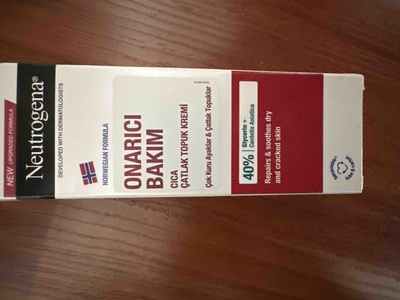 NEW UPGRADED FORMULA
Neutrogena®
DEVELOPED WITH DERMATOLOGISTS
NORWEGIAN FORMULA
ONARICI
BAKIM
CICA
ÇATLAK TOPUK KREMİ
Çok Kuru Ayaklar & Çatlak Topuklar
40%
Glycerin +
Centella Asiatica
Repairs & soothes dry
and cracked skin